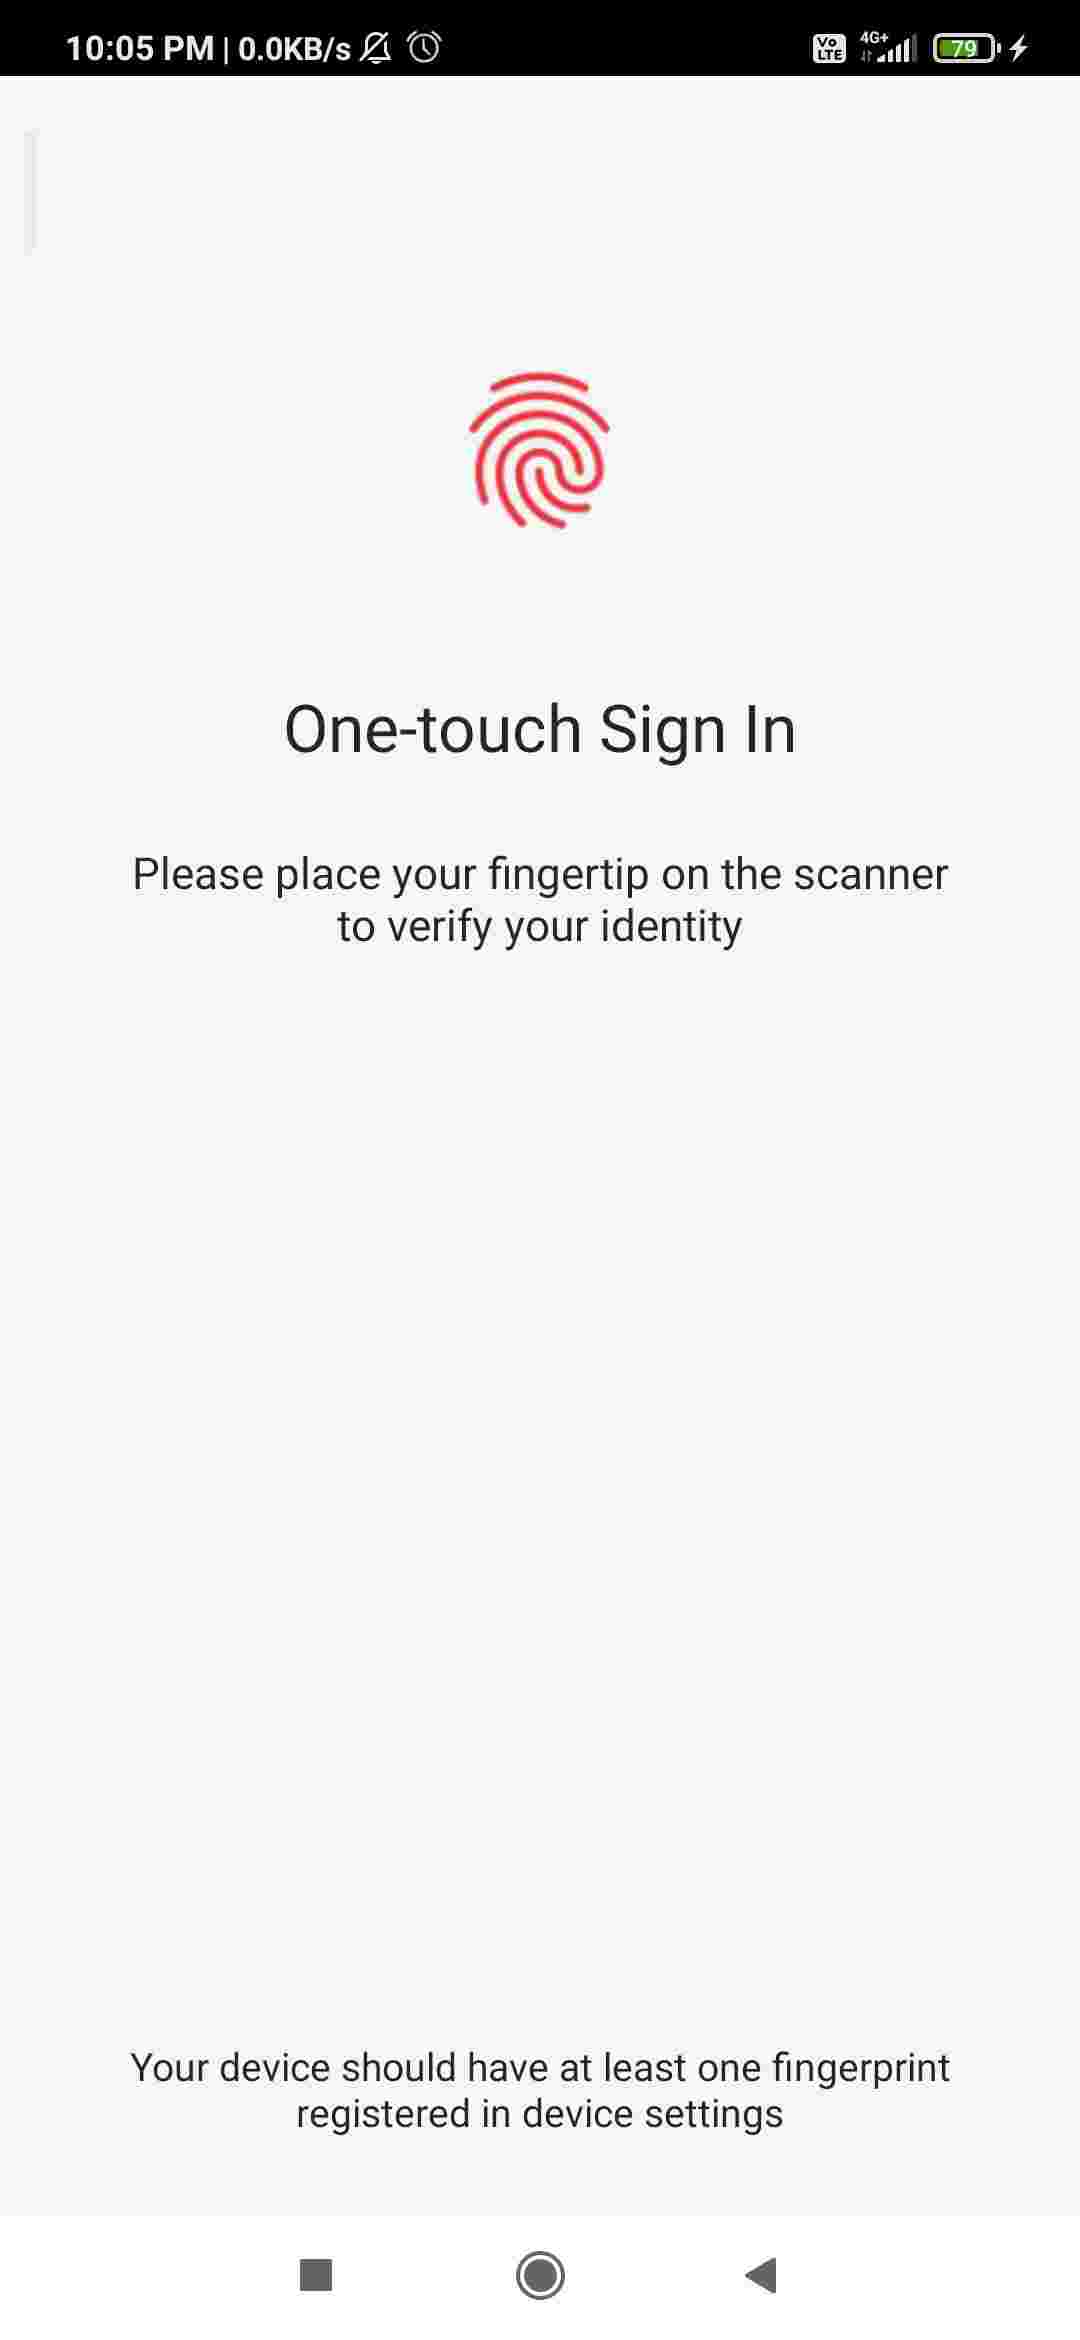 10:05 PM | 0.0KB/s Vo LTE 4G+ 79
One-touch Sign In
Please place your fingertip on the scanner
to verify your identity
Your device should have at least one fingerprint
registered in device settings